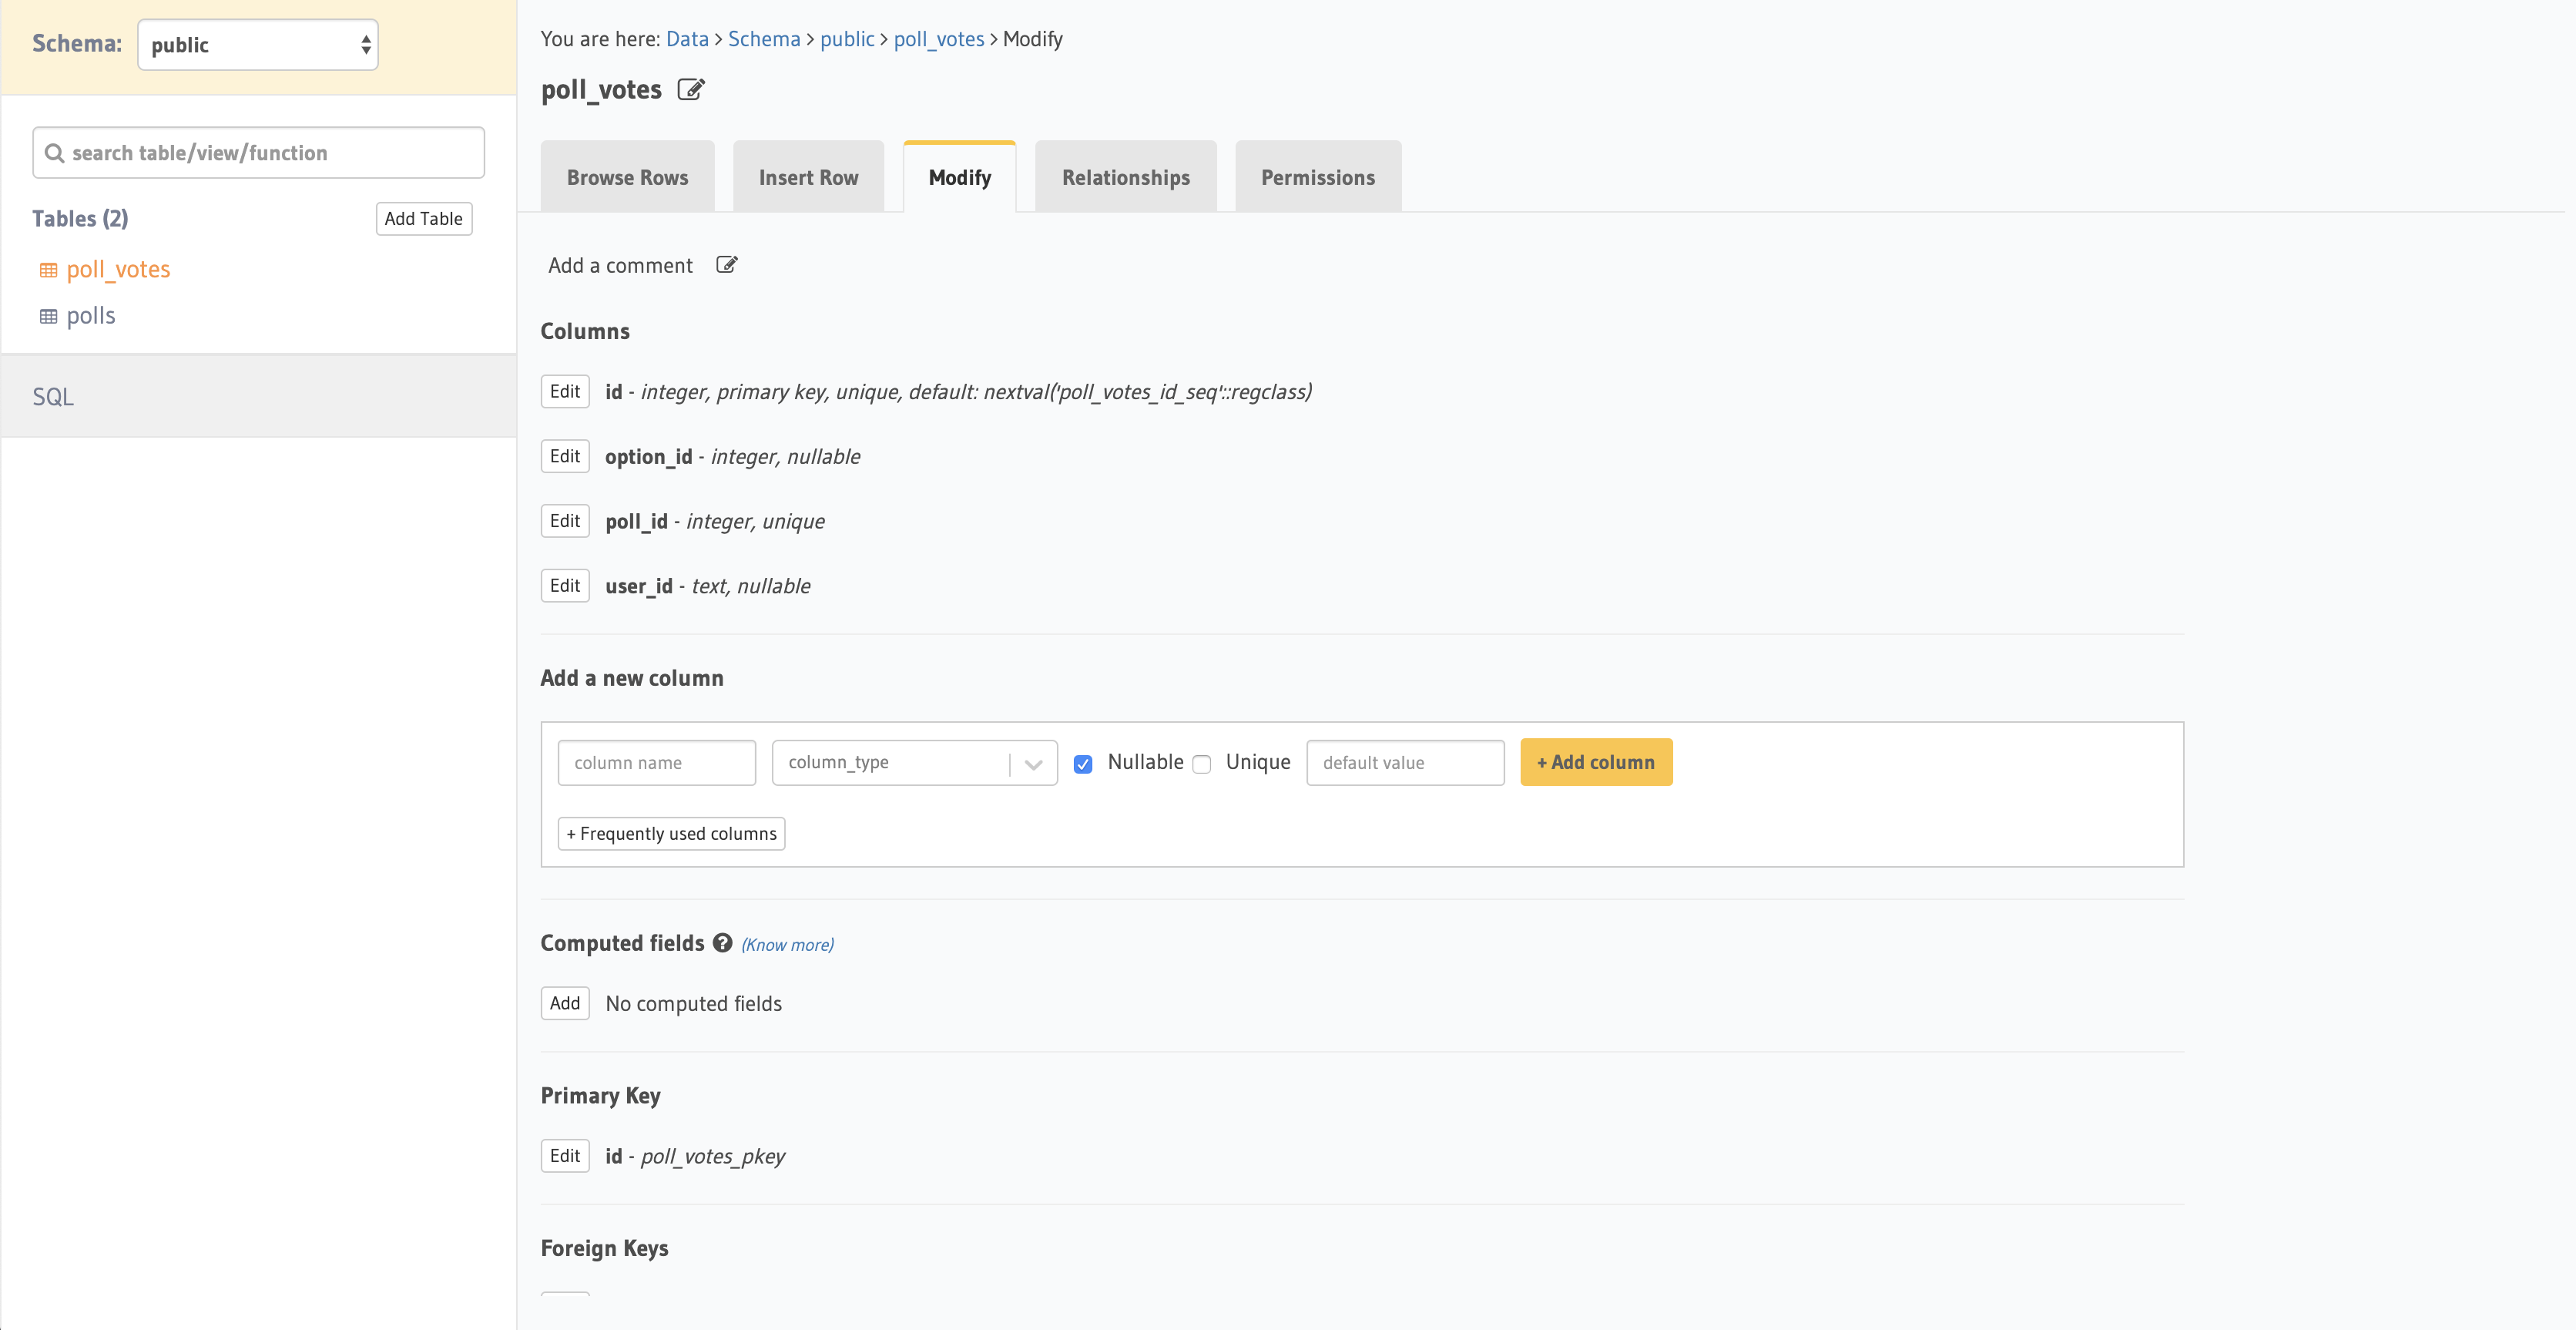 Schema: public
search table/view/function
Tables (2) Add Table
poll_votes
polls
SQL
You are here: Data > Schema > public > poll_votes > Modify
poll_votes
Browse Rows Insert Row Modify Relationships Permissions
Add a comment
Columns
Edit id - integer, primary key, unique, default: nextval('poll_votes_id_seq'::regclass)
Edit option_id - integer, nullable
Edit poll_id - integer, unique
Edit user_id - text, nullable
Add a new column
column name column_type Nullable Unique default value + Add column
+ Frequently used columns
Computed fields ? (Know more)
Add No computed fields
Primary Key
Edit id - poll_votes_pkey
Foreign Keys